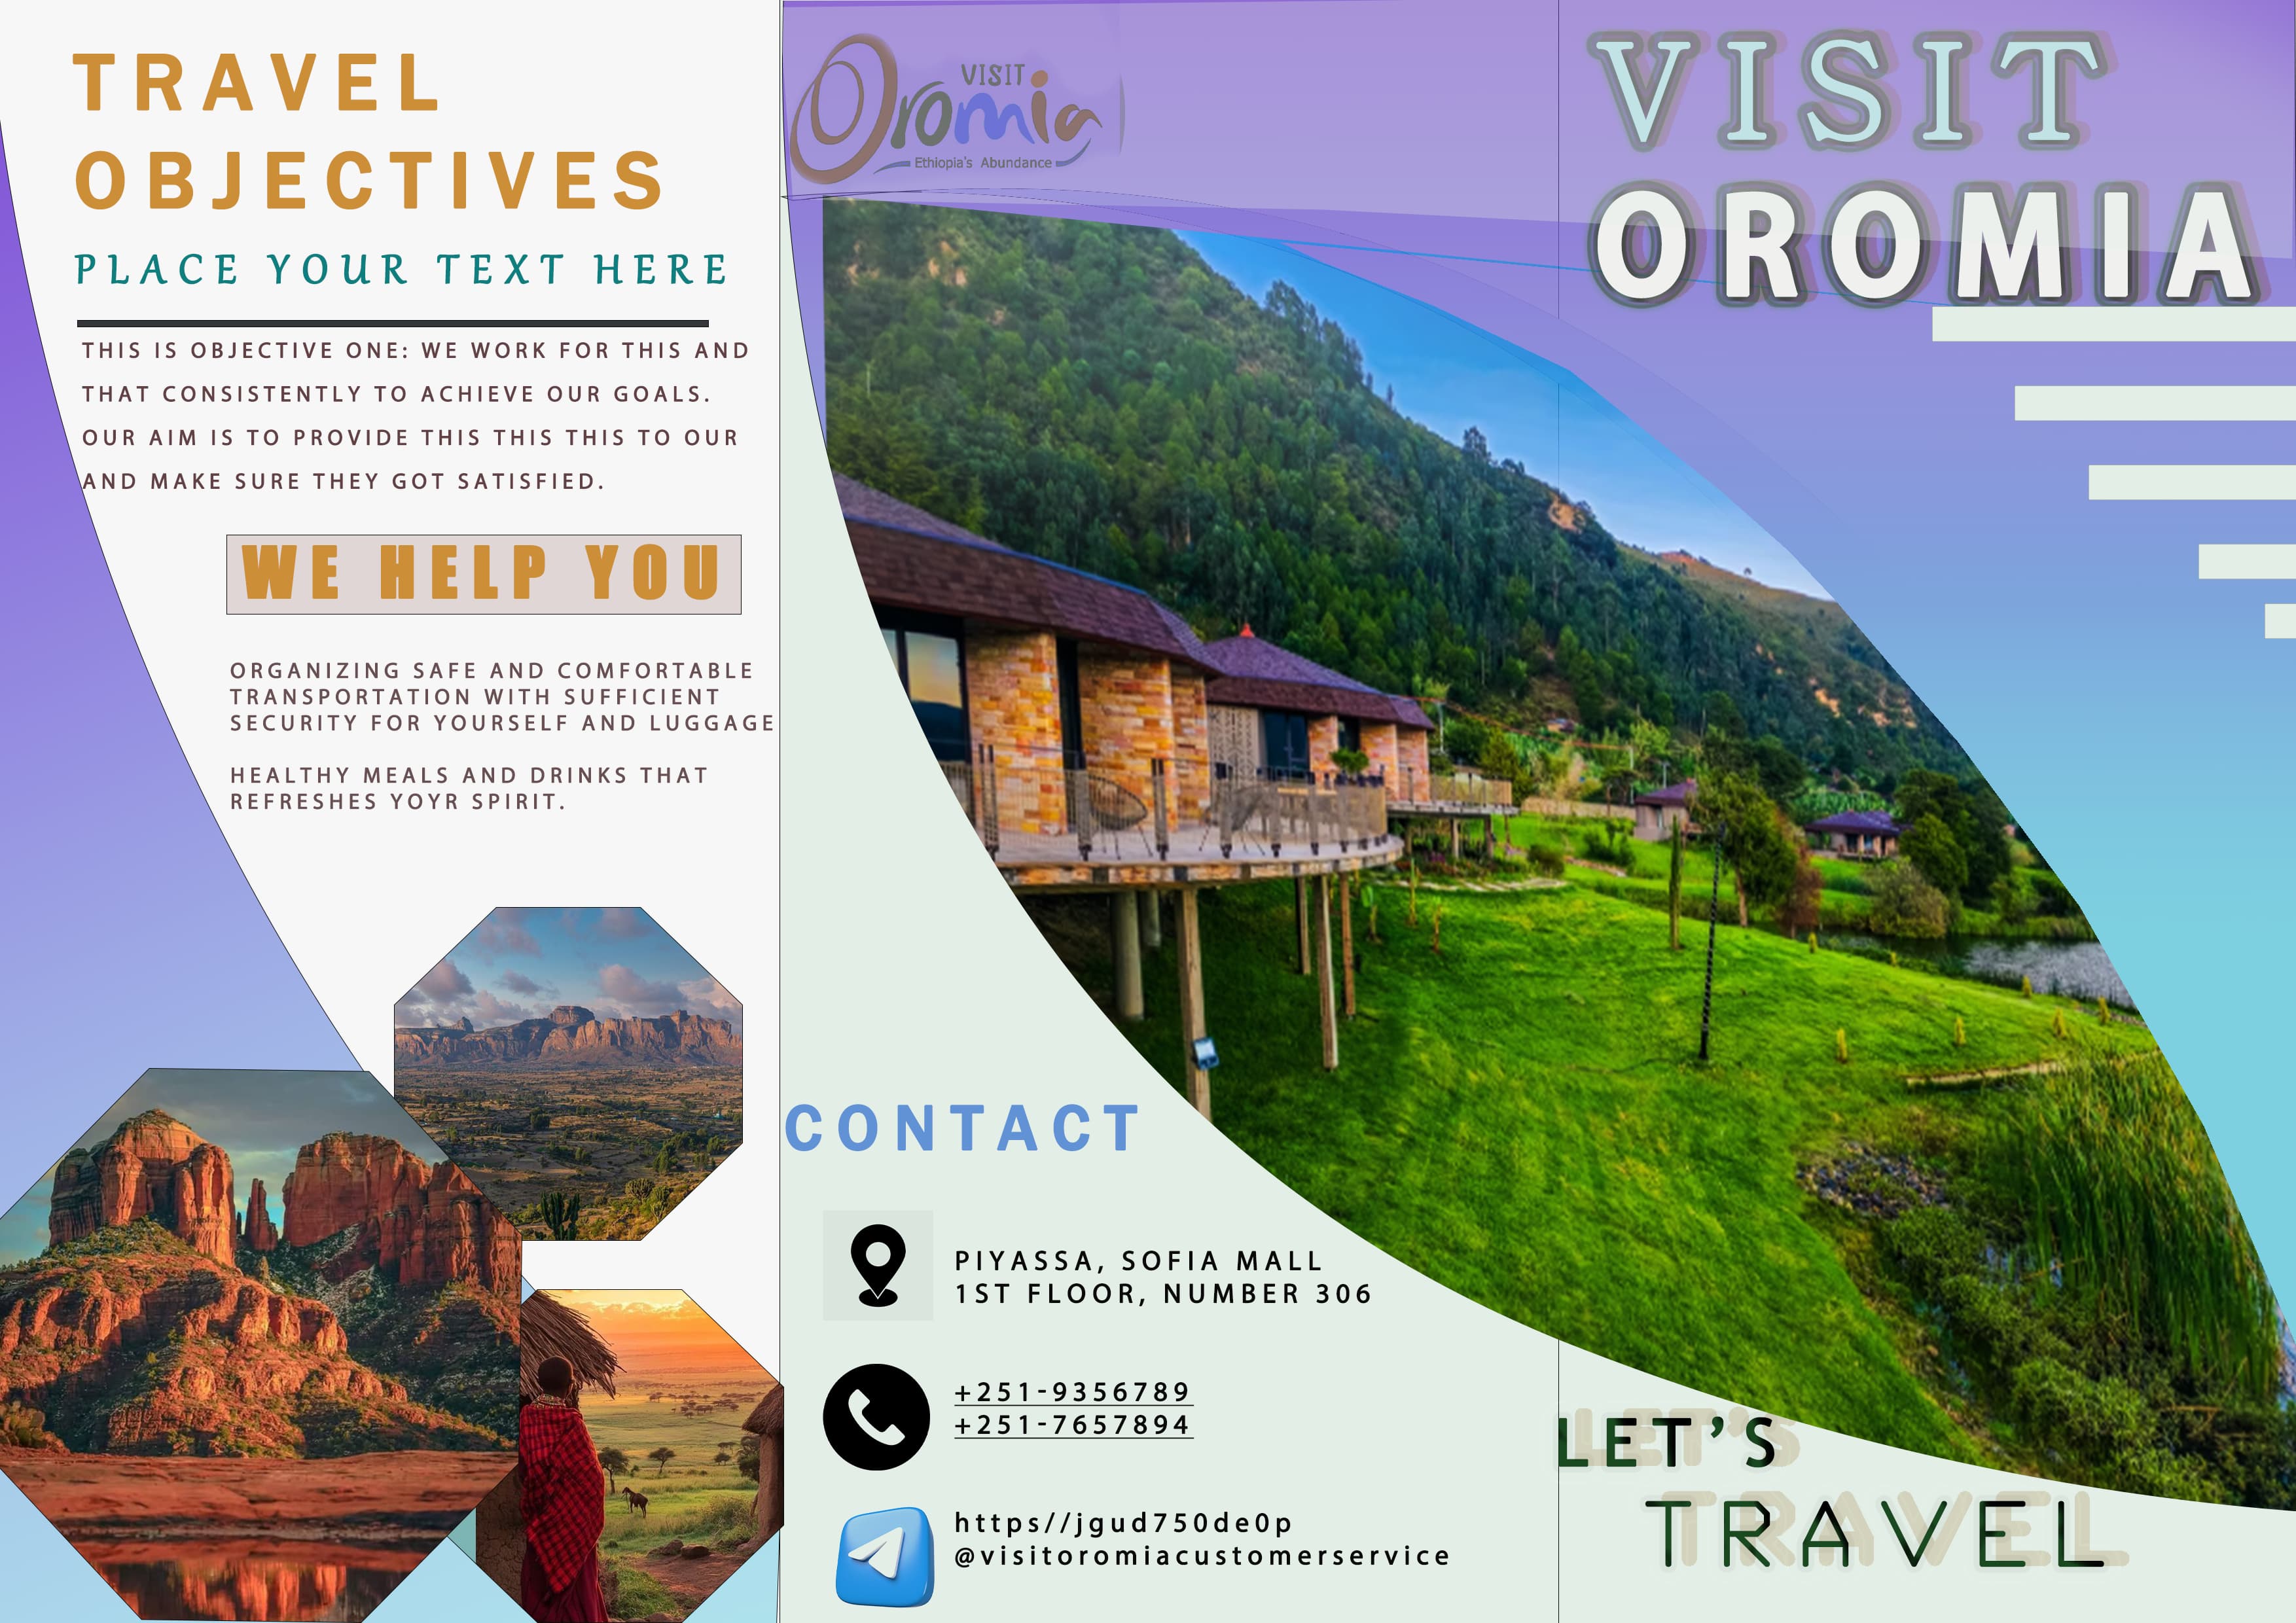 TRAVEL
OBJECTIVES
PLACE YOUR TEXT HERE
THIS IS OBJECTIVE ONE: WE WORK FOR THIS AND
THAT CONSISTENTLY TO ACHIEVE OUR GOALS.
OUR AIM IS TO PROVIDE THIS THIS THIS TO OUR
AND MAKE SURE THEY GOT SATISFIED.
WE HELP YOU
ORGANIZING SAFE AND COMFORTABLE
TRANSPORTATION WITH SUFFICIENT
SECURITY FOR YOURSELF AND LUGGAGE
HEALTHY MEALS AND DRINKS THAT
REFRESHES YOYR SPIRIT.
VISIT
Oromia
Ethiopia's Abundance
CONTACT
PIYASSA, SOFIA MALL
1ST FLOOR, NUMBER 306
+251-9356789
+251-7657894
https//jgud750de0p
@visitoromiacustomerservice
VISIT
OROMIA
LET'S
TRAVEL